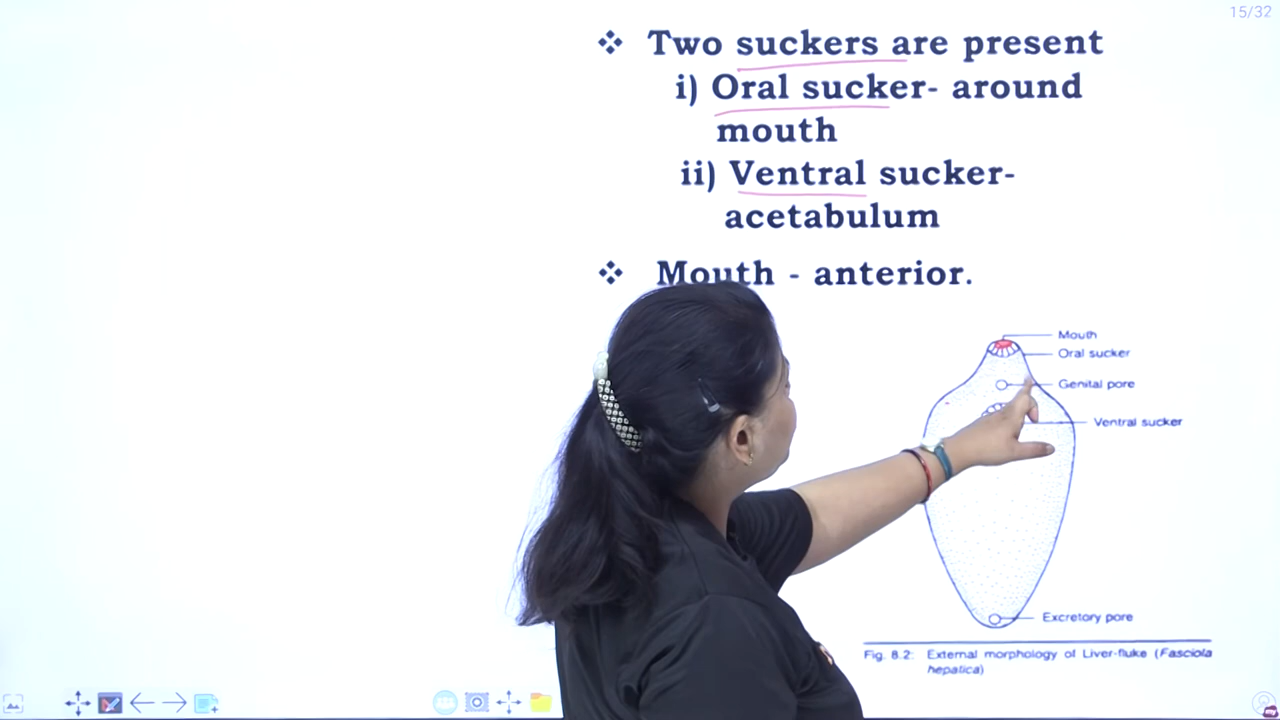 15/32
❖ Two suckers are present
i) Oral sucker- around
mouth
ii) Ventral sucker-
acetabulum
❖ Mouth - anterior.
Mouth
Oral sucker
Genital pore
Ventral sucker
Excretory pore
Fig. 8.2: External morphology of Liver-fluke (Fasciola
hepatica)